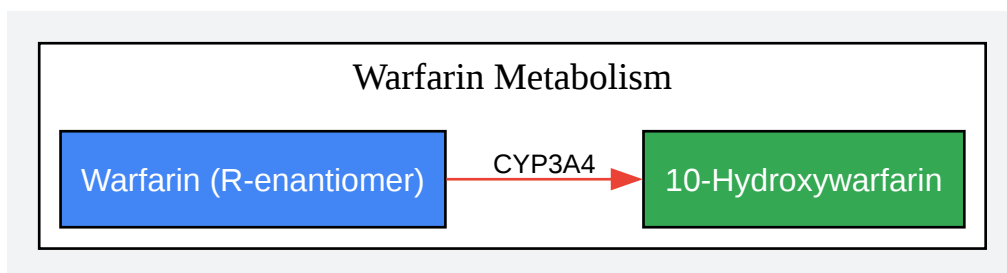 Warfarin Metabolism
Warfarin (R-enantiomer)
CYP3A4
10-Hydroxywarfarin